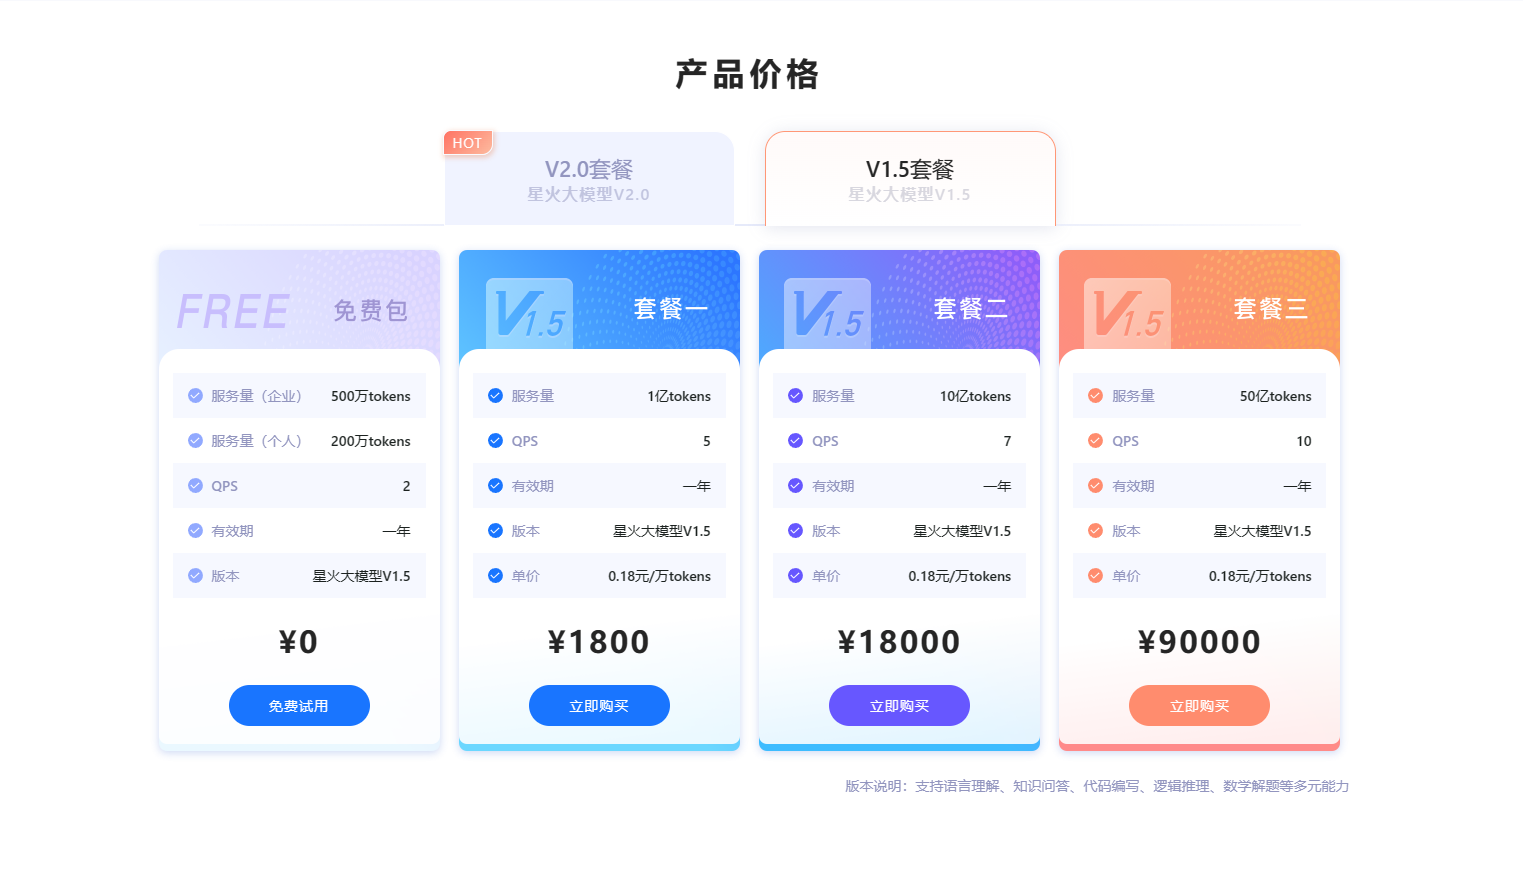 产品价格
HOT
V2.0套餐
星火大模型V2.0
V1.5套餐
星火大模型V1.5
FREE 免费包
服务量（企业） 500万tokens
服务量（个人） 200万tokens
QPS 2
有效期 一年
版本 星火大模型V1.5
¥0
免费试用
V1.5 套餐一
服务量 1亿tokens
QPS 5
有效期 一年
版本 星火大模型V1.5
单价 0.18元/万tokens
¥1800
立即购买
V1.5 套餐二
服务量 10亿tokens
QPS 7
有效期 一年
版本 星火大模型V1.5
单价 0.18元/万tokens
¥18000
立即购买
V1.5 套餐三
服务量 50亿tokens
QPS 10
有效期 一年
版本 星火大模型V1.5
单价 0.18元/万tokens
¥90000
立即购买
版本说明：支持语言理解、知识问答、代码编写、逻辑推理、数学解题等多元能力